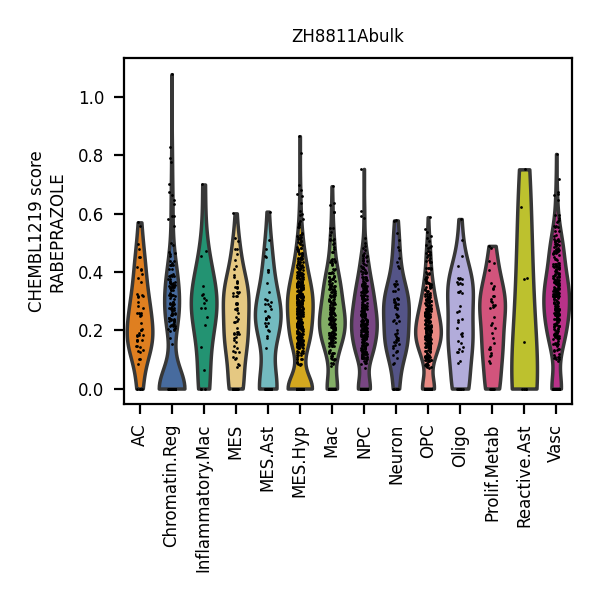 ZH8811Abulk
CHEMBL1219 score
RABEPRAZOLE
1.0
0.8
0.6
0.4
0.2
0.0
AC
Chromatin.Reg
Inflammatory.Mac
MES
MES.Ast
MES.Hyp
Mac
NPC
Neuron
OPC
Oligo
Prolif.Metab
Reactive.Ast
Vasc